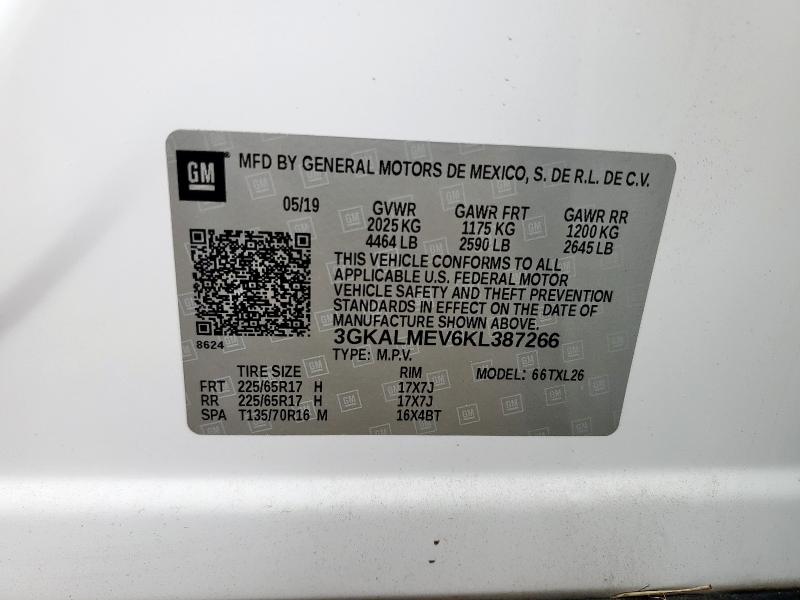 GM MFD BY GENERAL MOTORS DE MEXICO, S. DE R.L. DE C.V.
05/19 GVWR GAWR FRT GAWR RR
2025 KG 1175 KG 1200 KG
4464 LB 2590 LB 2645 LB
THIS VEHICLE CONFORMS TO ALL
APPLICABLE U.S. FEDERAL MOTOR
VEHICLE SAFETY AND THEFT PREVENTION
STANDARDS IN EFFECT ON THE DATE OF
MANUFACTURE SHOWN ABOVE.
8624 3GKALMEV6KL387266
TYPE: M.P.V.
TIRE SIZE RIM MODEL: 66TXL26
FRT 225/65R17 H 17X7J
RR 225/65R17 H 17X7J
SPA T135/70R16 M 16X4BT